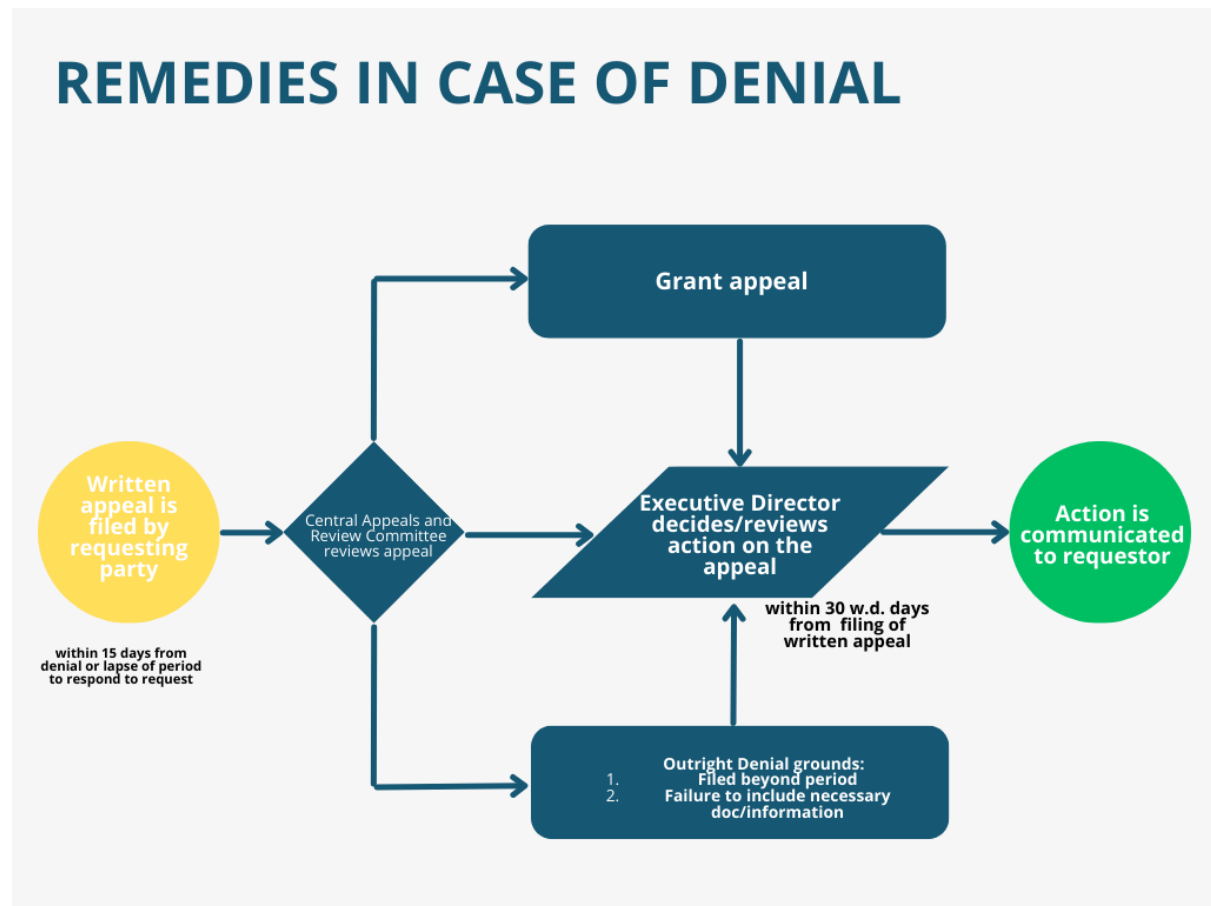 REMEDIES IN CASE OF DENIAL
Grant appeal
Written
appeal is
filed by
requesting
party
within 15 days from
denial or lapse of period
to respond to request
Central Appeals and
Review Committee
reviews appeal
Executive Director
decides/reviews
action on the
appeal
within 30 w.d. days
from  filing of
written appeal
Action is
communicated
to requestor
Outright Denial grounds:
1. Filed beyond period
2. Failure to include necessary
doc/information